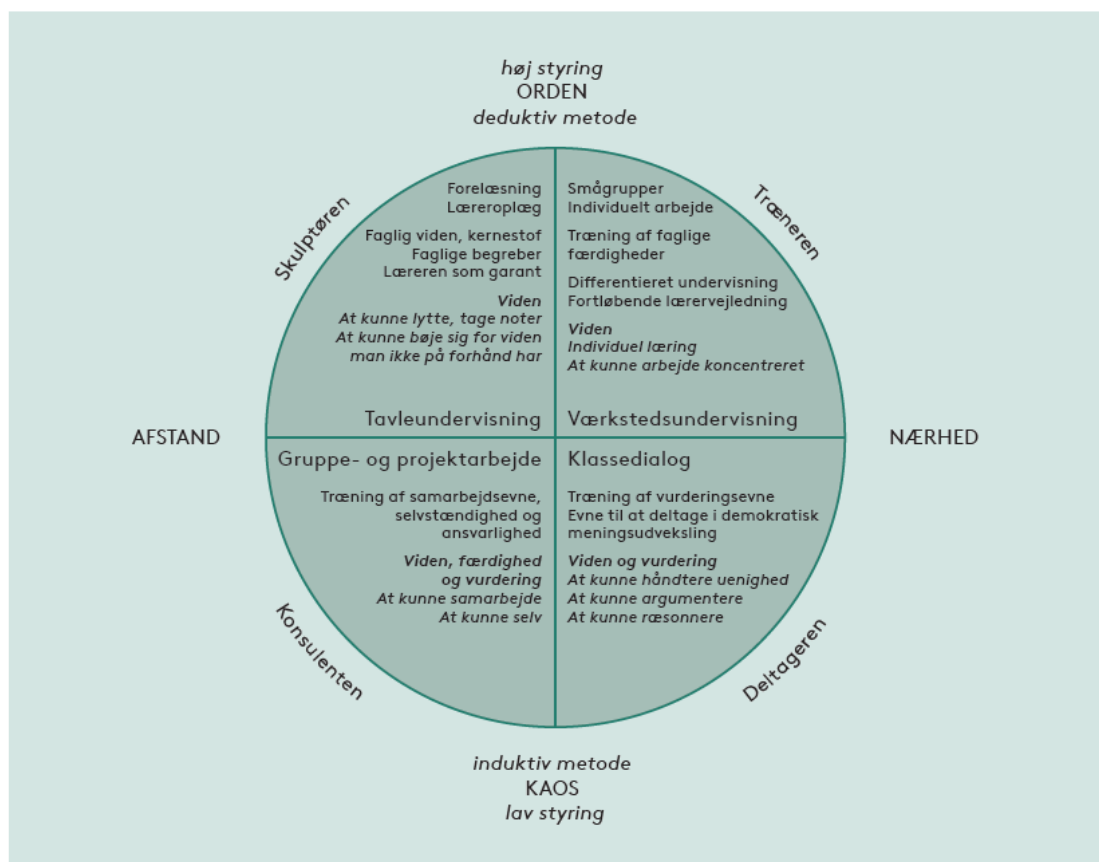 høj styring
ORDEN
deduktiv metode
Skulptøren
Forelæsning
Læreroplæg
Faglig viden, kernestof
Faglige begreber
Læreren som garant
Viden
At kunne lytte, tage noter
At kunne bøje sig for viden
man ikke på forhånd har
Tavleundervisning
Træneren
Smågrupper
Individuelt arbejde
Træning af faglige
færdigheder
Differentieret undervisning
Fortløbende lærervejledning
Viden
Individuel læring
At kunne arbejde koncentreret
Værkstedsundervisning
AFSTAND
NÆRHED
Gruppe- og projektarbejde
Træning af samarbejdsevne,
selvstændighed og
ansvarlighed
Viden, færdighed
og vurdering
At kunne samarbejde
At kunne selv
Konsulenten
Klassedialog
Træning af vurderingsevne
Evne til at deltage i demokratisk
meningsudveksling
Viden og vurdering
At kunne håndtere uenighed
At kunne argumentere
At kunne ræsonnere
Deltageren
induktiv metode
KAOS
lav styring